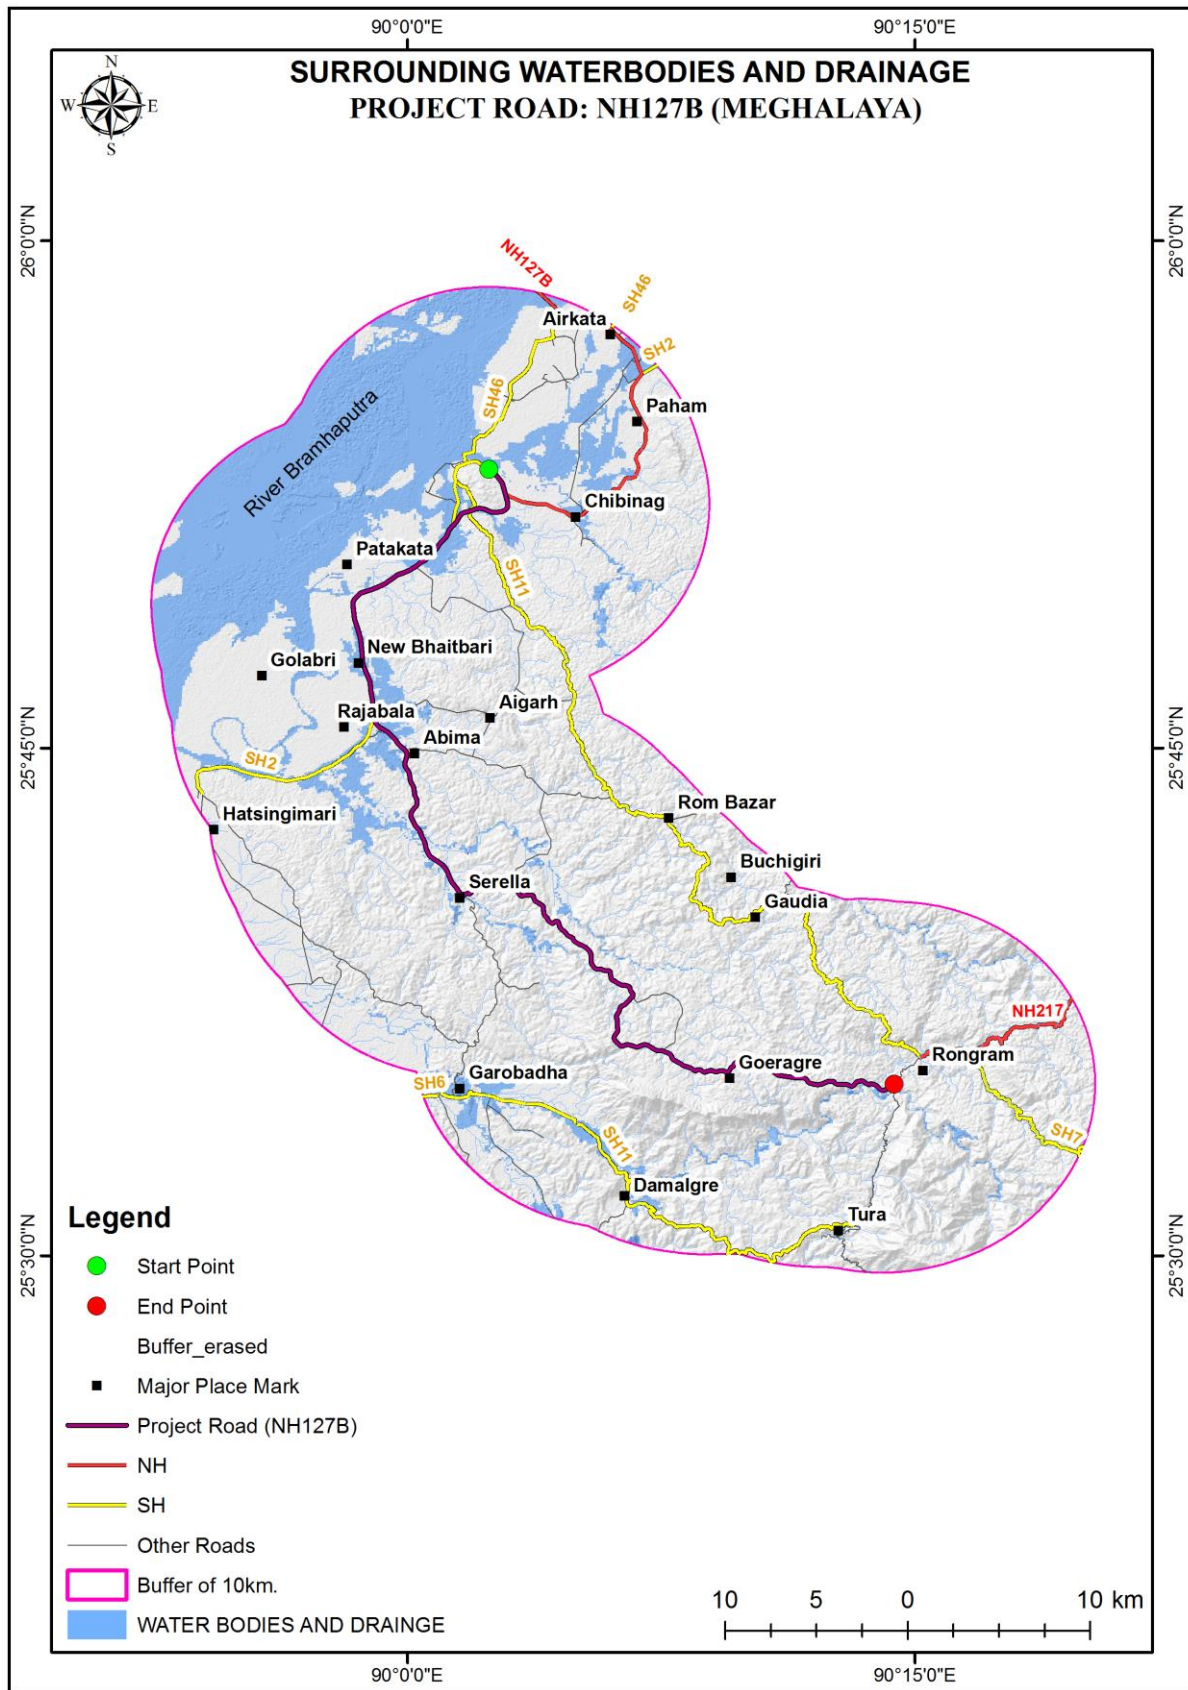 90°0'0"E
90°15'0"E
N
W
E
S
SURROUNDING WATERBODIES AND DRAINAGE
PROJECT ROAD: NH127B (MEGHALAYA)
26°0'0"N
26°0'0"N
NH127B
SH46
Airkata
SH2
SH46
Paham
River Bramhaputra
Chibinag
Patakata
SH11
New Bhaitbari
Golabri
Aigarh
Rajabala
Abima
25°45'0"N
25°45'0"N
SH2
Hatsingimari
Rom Bazar
Buchigiri
Serella
Gaudia
NH217
Rongram
Goeragre
SH6
Garobadha
SH11
SH7
Damalgre
Tura
25°30'0"N
25°30'0"N
Legend
Start Point
End Point
Buffer_erased
Major Place Mark
Project Road (NH127B)
NH
SH
Other Roads
Buffer of 10km.
WATER BODIES AND DRAINGE
10 5 0 10 km
90°0'0"E
90°15'0"E